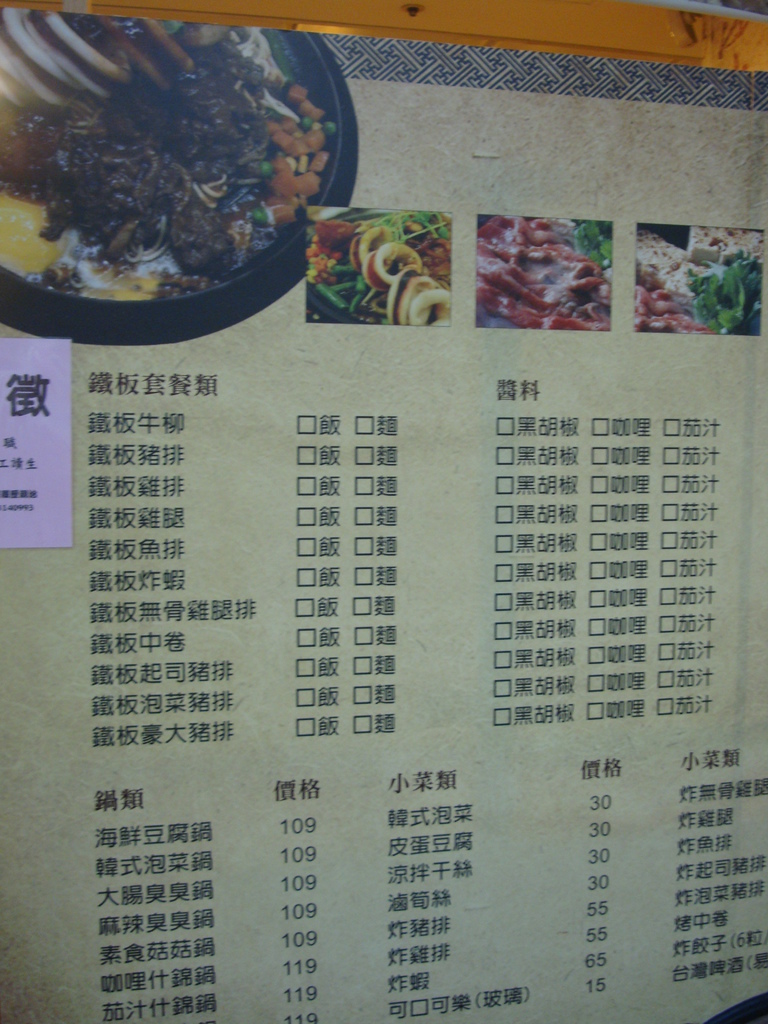 徵
職
工讀生
鐵板套餐類
醬料
鐵板牛柳 □飯 □麵 □黑胡椒 □咖哩 □茄汁
鐵板豬排 □飯 □麵 □黑胡椒 □咖哩 □茄汁
鐵板雞排 □飯 □麵 □黑胡椒 □咖哩 □茄汁
鐵板雞腿 □飯 □麵 □黑胡椒 □咖哩 □茄汁
鐵板魚排 □飯 □麵 □黑胡椒 □咖哩 □茄汁
鐵板炸蝦 □飯 □麵 □黑胡椒 □咖哩 □茄汁
鐵板無骨雞腿排 □飯 □麵 □黑胡椒 □咖哩 □茄汁
鐵板中卷 □飯 □麵 □黑胡椒 □咖哩 □茄汁
鐵板起司豬排 □飯 □麵 □黑胡椒 □咖哩 □茄汁
鐵板泡菜豬排 □飯 □麵 □黑胡椒 □咖哩 □茄汁
鐵板豪大豬排 □飯 □麵 □黑胡椒 □咖哩 □茄汁
鍋類 價格
海鮮豆腐鍋 109
韓式泡菜鍋 109
大腸臭臭鍋 109
麻辣臭臭鍋 109
素食菇菇鍋 109
咖哩什錦鍋 119
茄汁什錦鍋 119
119
小菜類 價格
韓式泡菜 30
皮蛋豆腐 30
涼拌干絲 30
滷筍絲 30
炸豬排 55
炸雞排 55
炸蝦 65
可□可樂(玻璃) 15
小菜類
炸無骨雞腿
炸雞腿
炸魚排
炸起司豬排
炸泡菜豬排
烤中卷
炸餃子(6粒/
台灣啤酒(易